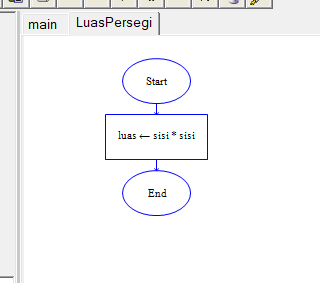 main LuasPersegi
Start
luas ← sisi * sisi
End